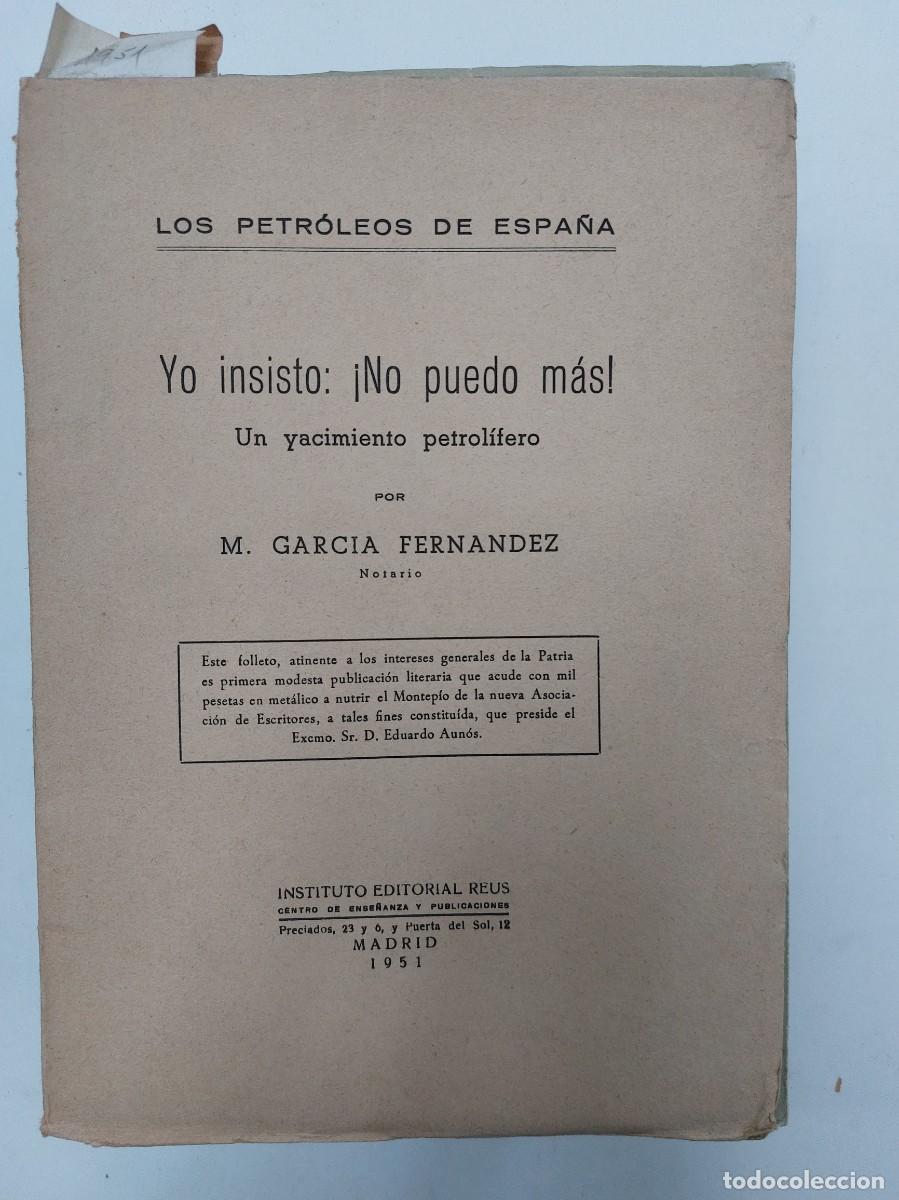 1951
LOS PETRÓLEOS DE ESPAÑA
Yo insisto: ¡No puedo más!
Un yacimiento petrolífero
POR
M. GARCIA FERNANDEZ
Notario
Este folleto, atinente a los intereses generales de la Patria
es primera modesta publicación literaria que acude con mil
pesetas en metálico a nutrir el Montepío de la nueva Asocia-
ción de Escritores, a tales fines constituída, que preside el
Excmo. Sr. D. Eduardo Aunós.
INSTITUTO EDITORIAL REUS
CENTRO DE ENSEÑANZA Y PUBLICACIONES
Preciados, 23 y 6, y Puerta del Sol, 12
MADRID
1951
todocoleccion